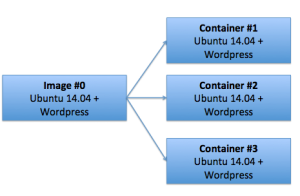 Image #0
Ubuntu 14.04 +
Wordpress
Container #1
Ubuntu 14.04 +
Wordpress
Container #2
Ubuntu 14.04 +
Wordpress
Container #3
Ubuntu 14.04 +
Wordpress